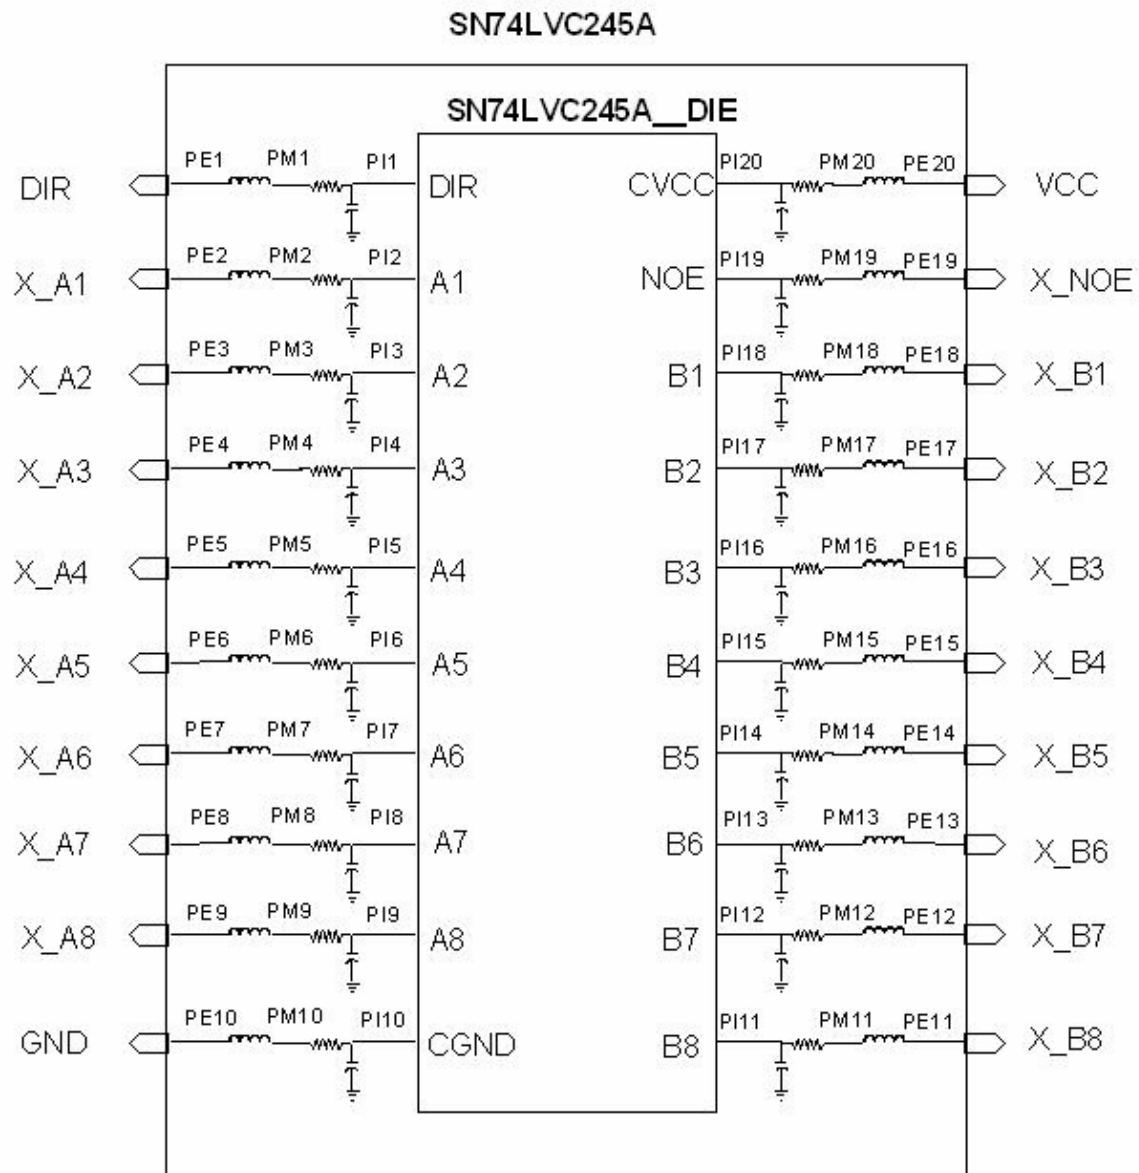 SN74LVC245A
SN74LVC245A__DIE
DIR PE1 PM1 PI1 DIR CVCC PI20 PM20 PE20 VCC
X_A1 PE2 PM2 PI2 A1 NOE PI19 PM19 PE19 X_NOE
X_A2 PE3 PM3 PI3 A2 B1 PI18 PM18 PE18 X_B1
X_A3 PE4 PM4 PI4 A3 B2 PI17 PM17 PE17 X_B2
X_A4 PE5 PM5 PI5 A4 B3 PI16 PM16 PE16 X_B3
X_A5 PE6 PM6 PI6 A5 B4 PI15 PM15 PE15 X_B4
X_A6 PE7 PM7 PI7 A6 B5 PI14 PM14 PE14 X_B5
X_A7 PE8 PM8 PI8 A7 B6 PI13 PM13 PE13 X_B6
X_A8 PE9 PM9 PI9 A8 B7 PI12 PM12 PE12 X_B7
GND PE10 PM10 PI10 CGND B8 PI11 PM11 PE11 X_B8